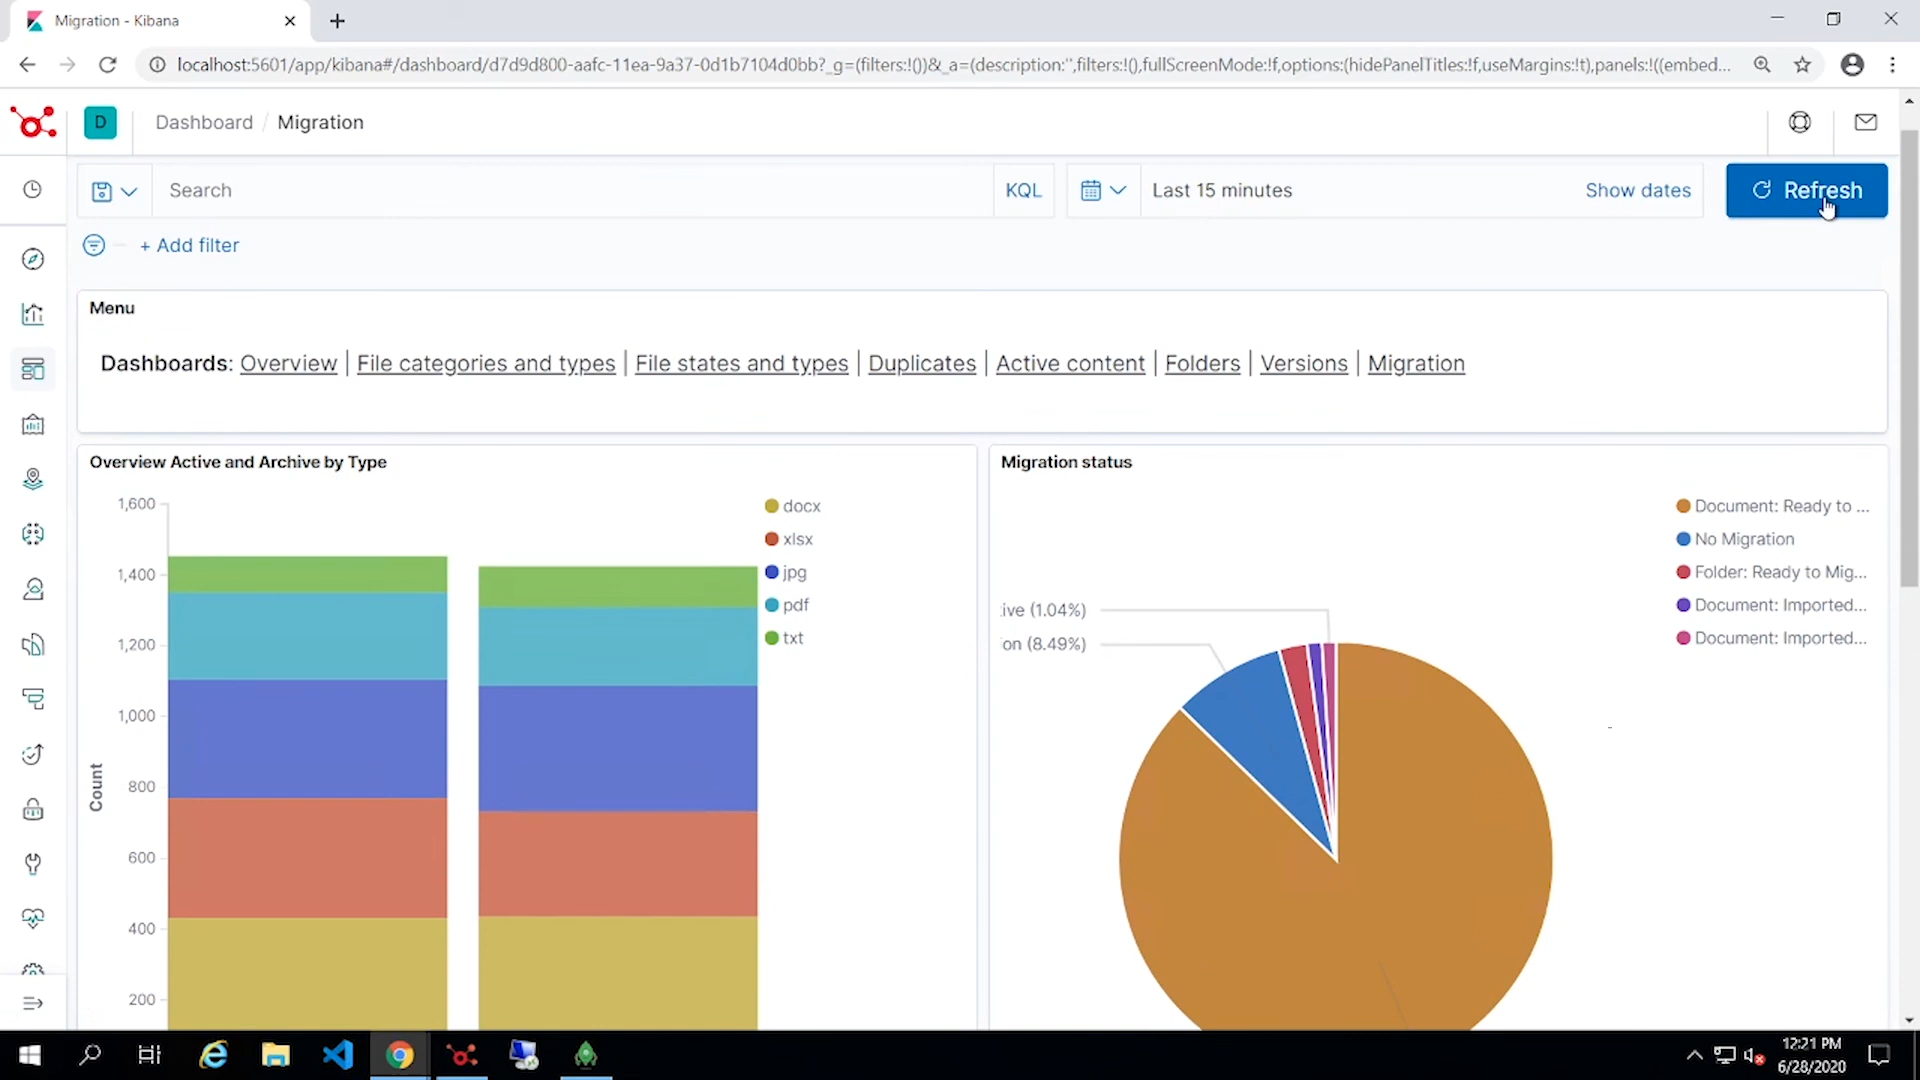 Migration - Kibana
localhost:5601/app/kibana#/dashboard/d7d9d800-aafc-11ea-9a37-0d1b7104d0bb?_g=(filters:!())&_a=(description:'',filters:!(),fullScreenMode:!f,options:(hidePanelTitles:!f,useMargins:!t),panels:!((embed...
D
Dashboard / Migration
Search
KQL
Last 15 minutes
Show dates
Refresh
+ Add filter
Menu
Dashboards: Overview | File categories and types | File states and types | Duplicates | Active content | Folders | Versions | Migration
Overview Active and Archive by Type
1,600
1,400
1,200
1,000
800
600
400
200
Count
docx
xlsx
jpg
pdf
txt
Migration status
ive (1.04%)
on (8.49%)
Document: Ready to ...
No Migration
Folder: Ready to Mig...
Document: Imported...
Document: Imported...
12:21 PM
6/28/2020